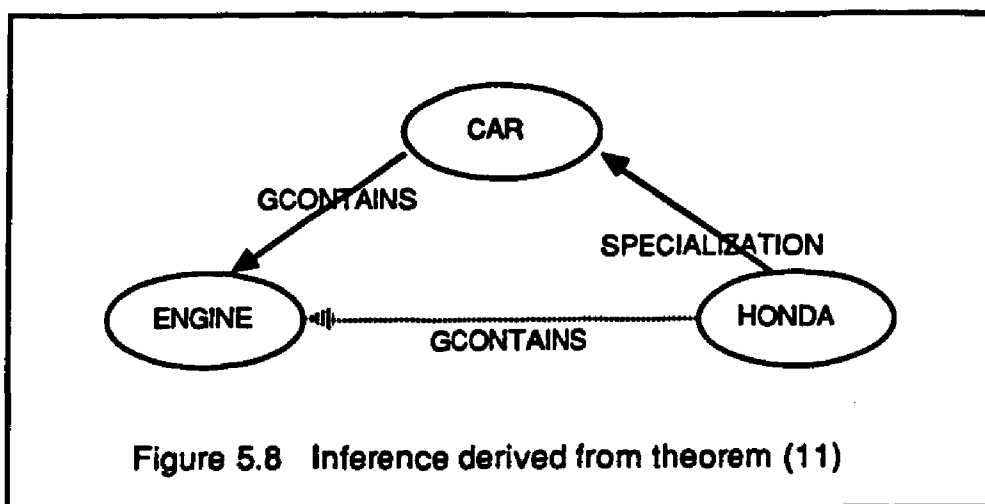 CAR
GCONTAINS
SPECIALIZATION
ENGINE
HONDA
GCONTAINS
Figure 5.8 Inference derived from theorem (11)